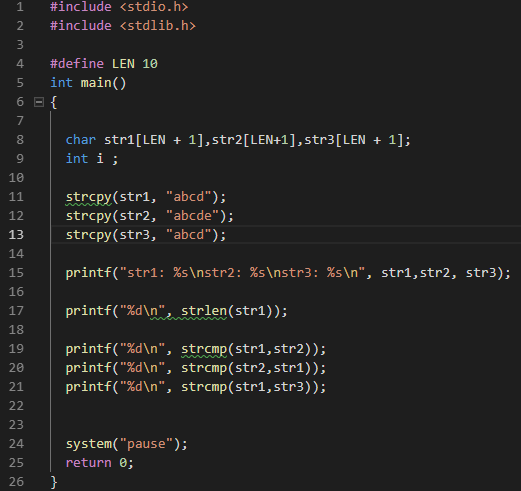 1 #include <stdio.h>
2 #include <stdlib.h>
3
4 #define LEN 10
5 int main()
6 {
7
8 char str1[LEN + 1],str2[LEN+1],str3[LEN + 1];
9 int i ;
10
11 strcpy(str1, "abcd");
12 strcpy(str2, "abcde");
13 strcpy(str3, "abcd");
14
15 printf("str1: %s\nstr2: %s\nstr3: %s\n", str1,str2, str3);
16
17 printf("%d\n", strlen(str1));
18
19 printf("%d\n", strcmp(str1,str2));
20 printf("%d\n", strcmp(str2,str1));
21 printf("%d\n", strcmp(str1,str3));
22
23
24 system("pause");
25 return 0;
26 }